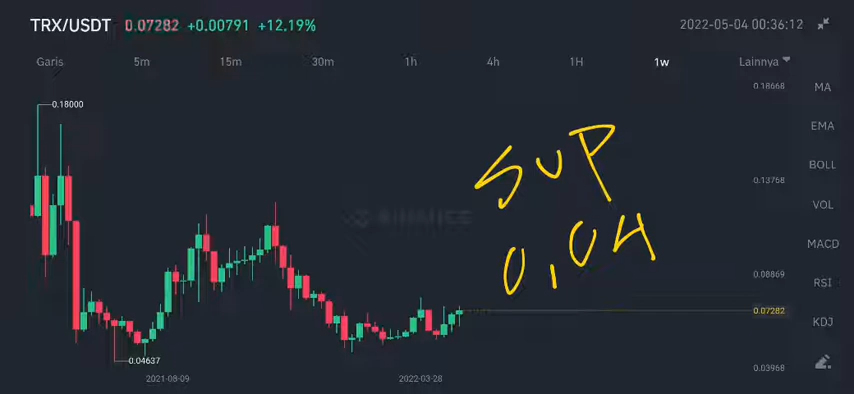 TRX/USDT 0.07282 +0.00791 +12.19% 2022-05-04 00:36:12
Garis 5m 15m 30m 1h 4h 1H 1w Lainnya
0.18668
MA
0.18000
EMA
SUP
BOLL
0.13768
VOL
BINANCE
0,04
MACD
0.08869
RSI
0.07282
KDJ
0.04637
0.03968
2021-08-09 2022-03-28